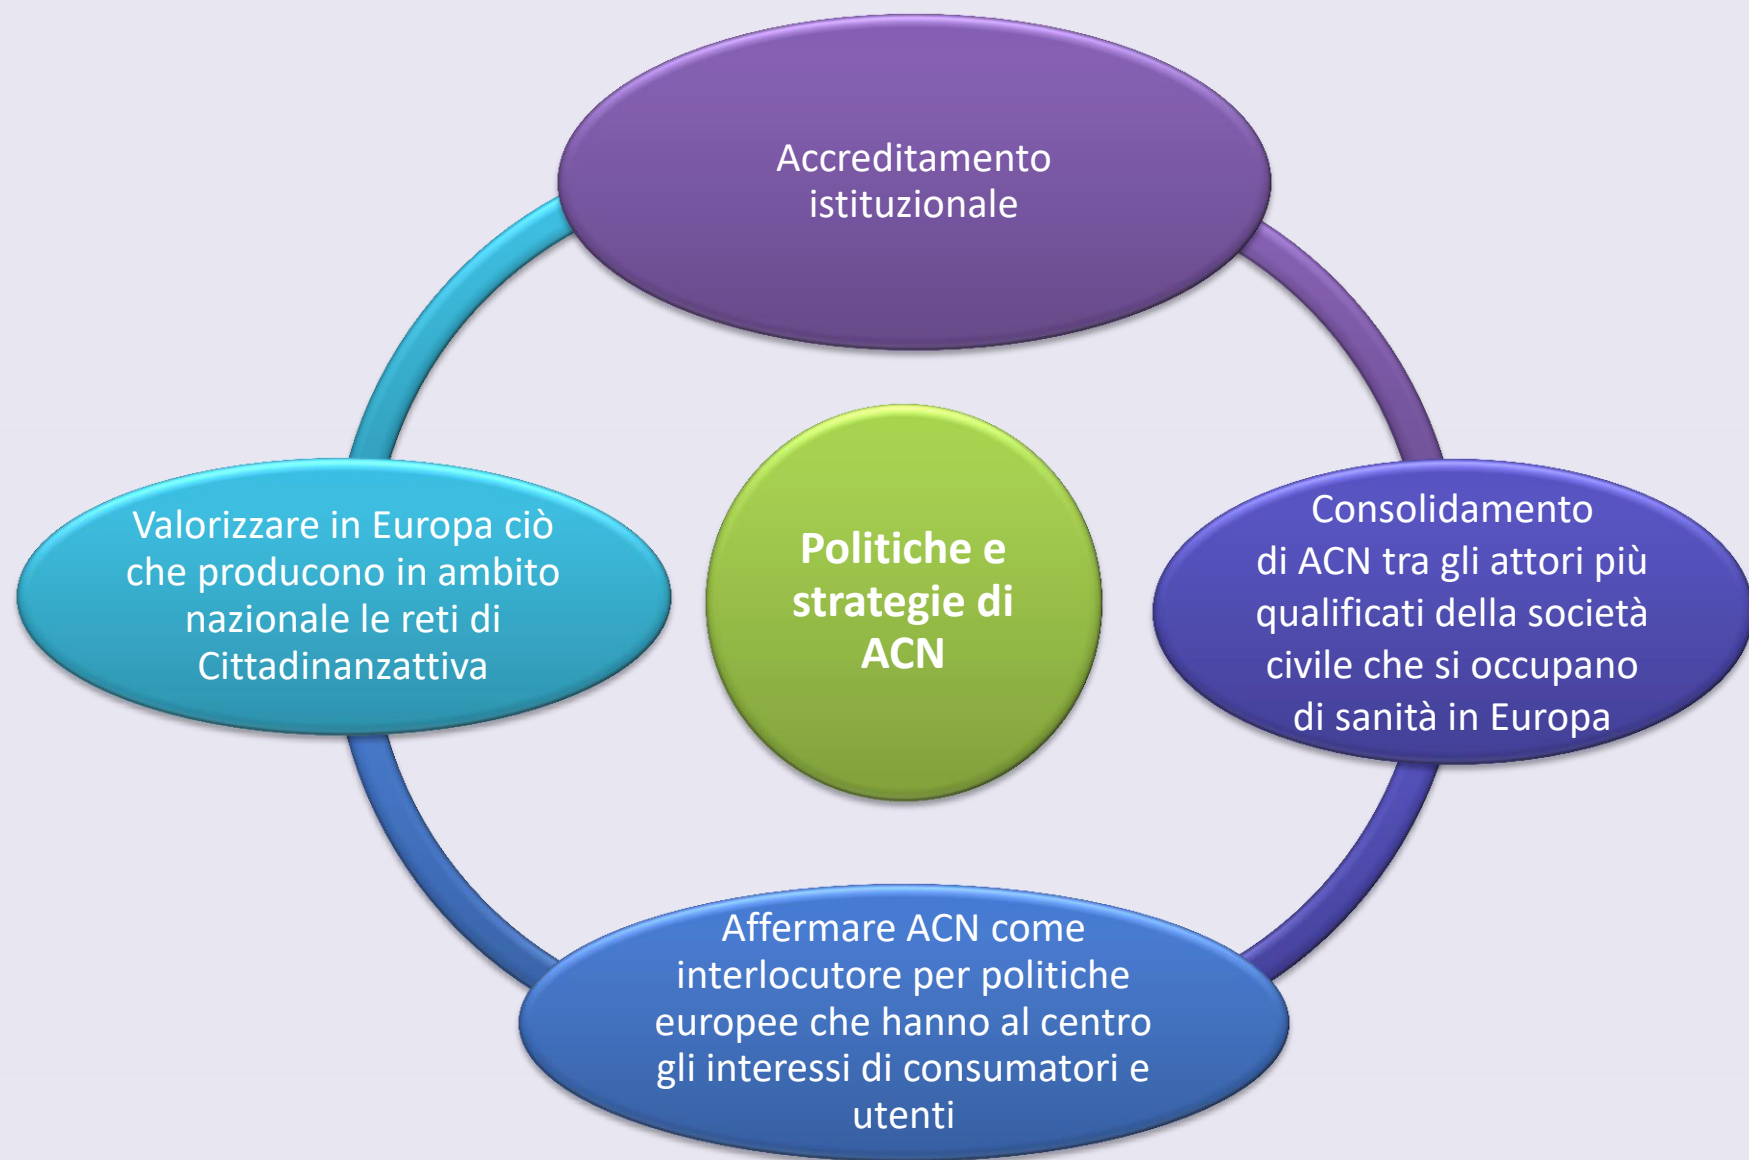 Accreditamento
istituzionale
Valorizzare in Europa ciò
che producono in ambito
nazionale le reti di
Cittadinanzattiva
Politiche e
strategie di
ACN
Consolidamento
di ACN tra gli attori più
qualificati della società
civile che si occupano
di sanità in Europa
Affermare ACN come
interlocutore per politiche
europee che hanno al centro
gli interessi di consumatori e
utenti